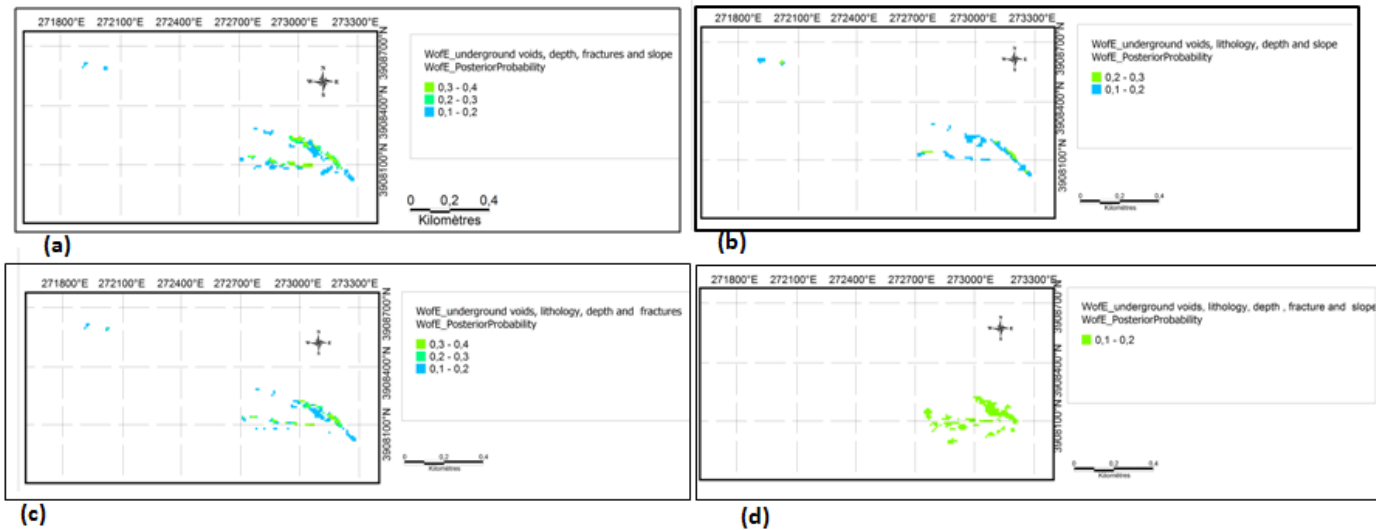 271800°E 272100°E 272400°E 272700°E 273000°E 273300°E
3908700°N
3908400°N
3908100°N
N
W E
S
WofE_underground voids, depth, fractures and slope
WofE_PosteriorProbability
0,3 - 0,4
0,2 - 0,3
0,1 - 0,2
0 0,2 0,4
Kilomètres
(a)
271800°E 272100°E 272400°E 272700°E 273000°E 273300°E
3908700°N
3908400°N
3908100°N
WofE_underground voids, lithology, depth and slope
WofE_PosteriorProbability
0,2 - 0,3
0,1 - 0,2
0 0,2 0,4
Kilomètres
(b)
271800°E 272100°E 272400°E 272700°E 273000°E 273300°E
3908700°N
3908400°N
3908100°N
WofE_underground voids, lithology, depth and fractures
WofE_PosteriorProbability
0,3 - 0,4
0,2 - 0,3
0,1 - 0,2
0 0,2 0,4
Kilomètres
(c)
271800°E 272100°E 272400°E 272700°E 273000°E 273300°E
3908700°N
3908400°N
3908100°N
WofE_underground voids, lithology, depth , fracture and slope
WofE_PosteriorProbability
0,1 - 0,2
0 0,2 0,4
Kilomètres
(d)